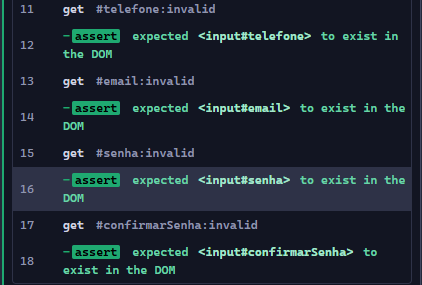 11 get #telefone:invalid
12 -assert expected <input#telefone> to exist in
the DOM
13 get #email:invalid
14 -assert expected <input#email> to exist in the
DOM
15 get #senha:invalid
16 -assert expected <input#senha> to exist in the
DOM
17 get #confirmarSenha:invalid
18 -assert expected <input#confirmarSenha> to
exist in the DOM